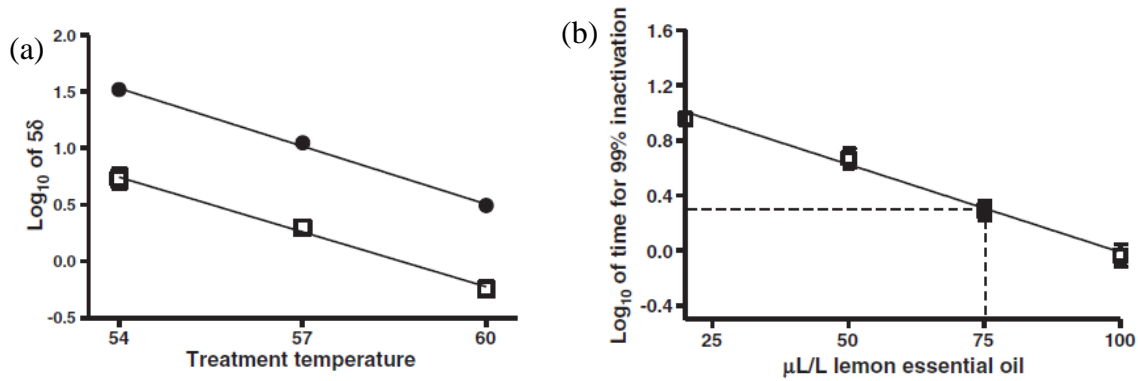 (a)
Log10 of 5δ
2.0
1.5
1.0
0.5
0.0
-0.5
54 57 60
Treatment temperature
(b)
Log10 of time for 99% inactivation
1.6
1.2
0.8
0.4
0.0
-0.4
25 50 75 100
μL/L lemon essential oil